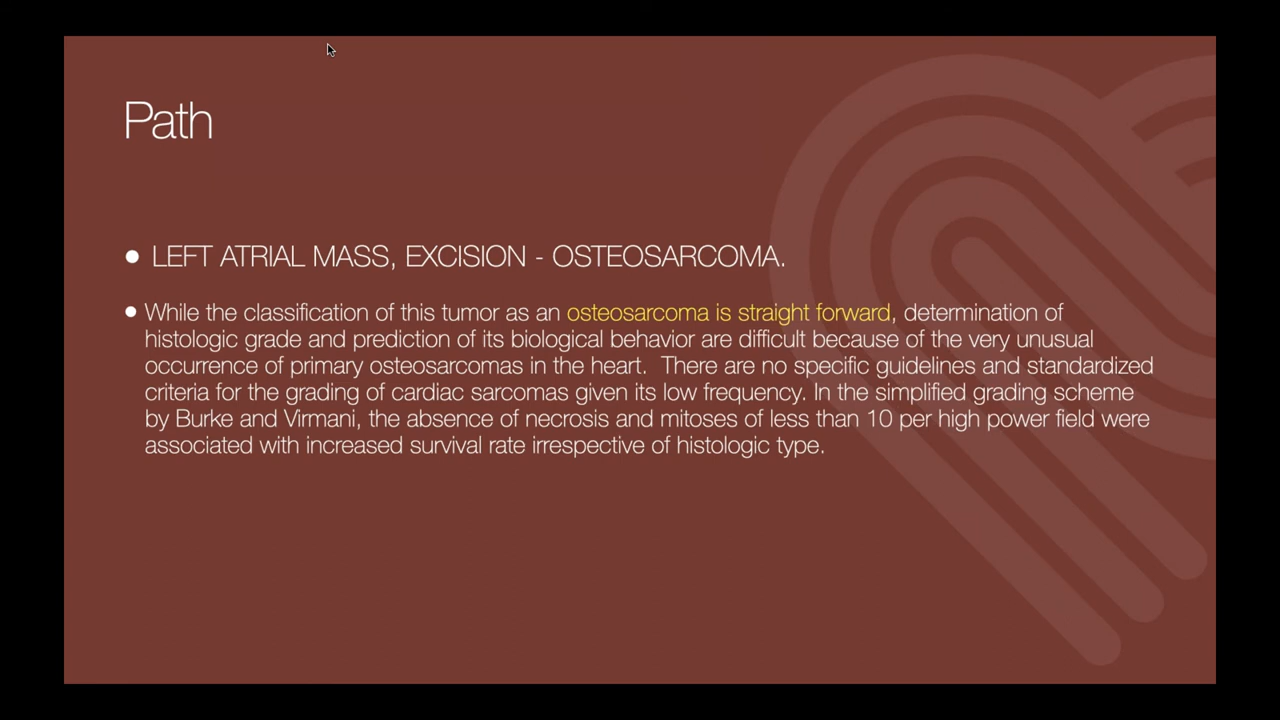 Path
● LEFT ATRIAL MASS, EXCISION - OSTEOSARCOMA.
● While the classification of this tumor as an osteosarcoma is straight forward, determination of
histologic grade and prediction of its biological behavior are difficult because of the very unusual
occurrence of primary osteosarcomas in the heart.  There are no specific guidelines and standardized
criteria for the grading of cardiac sarcomas given its low frequency. In the simplified grading scheme
by Burke and Virmani, the absence of necrosis and mitoses of less than 10 per high power field were
associated with increased survival rate irrespective of histologic type.